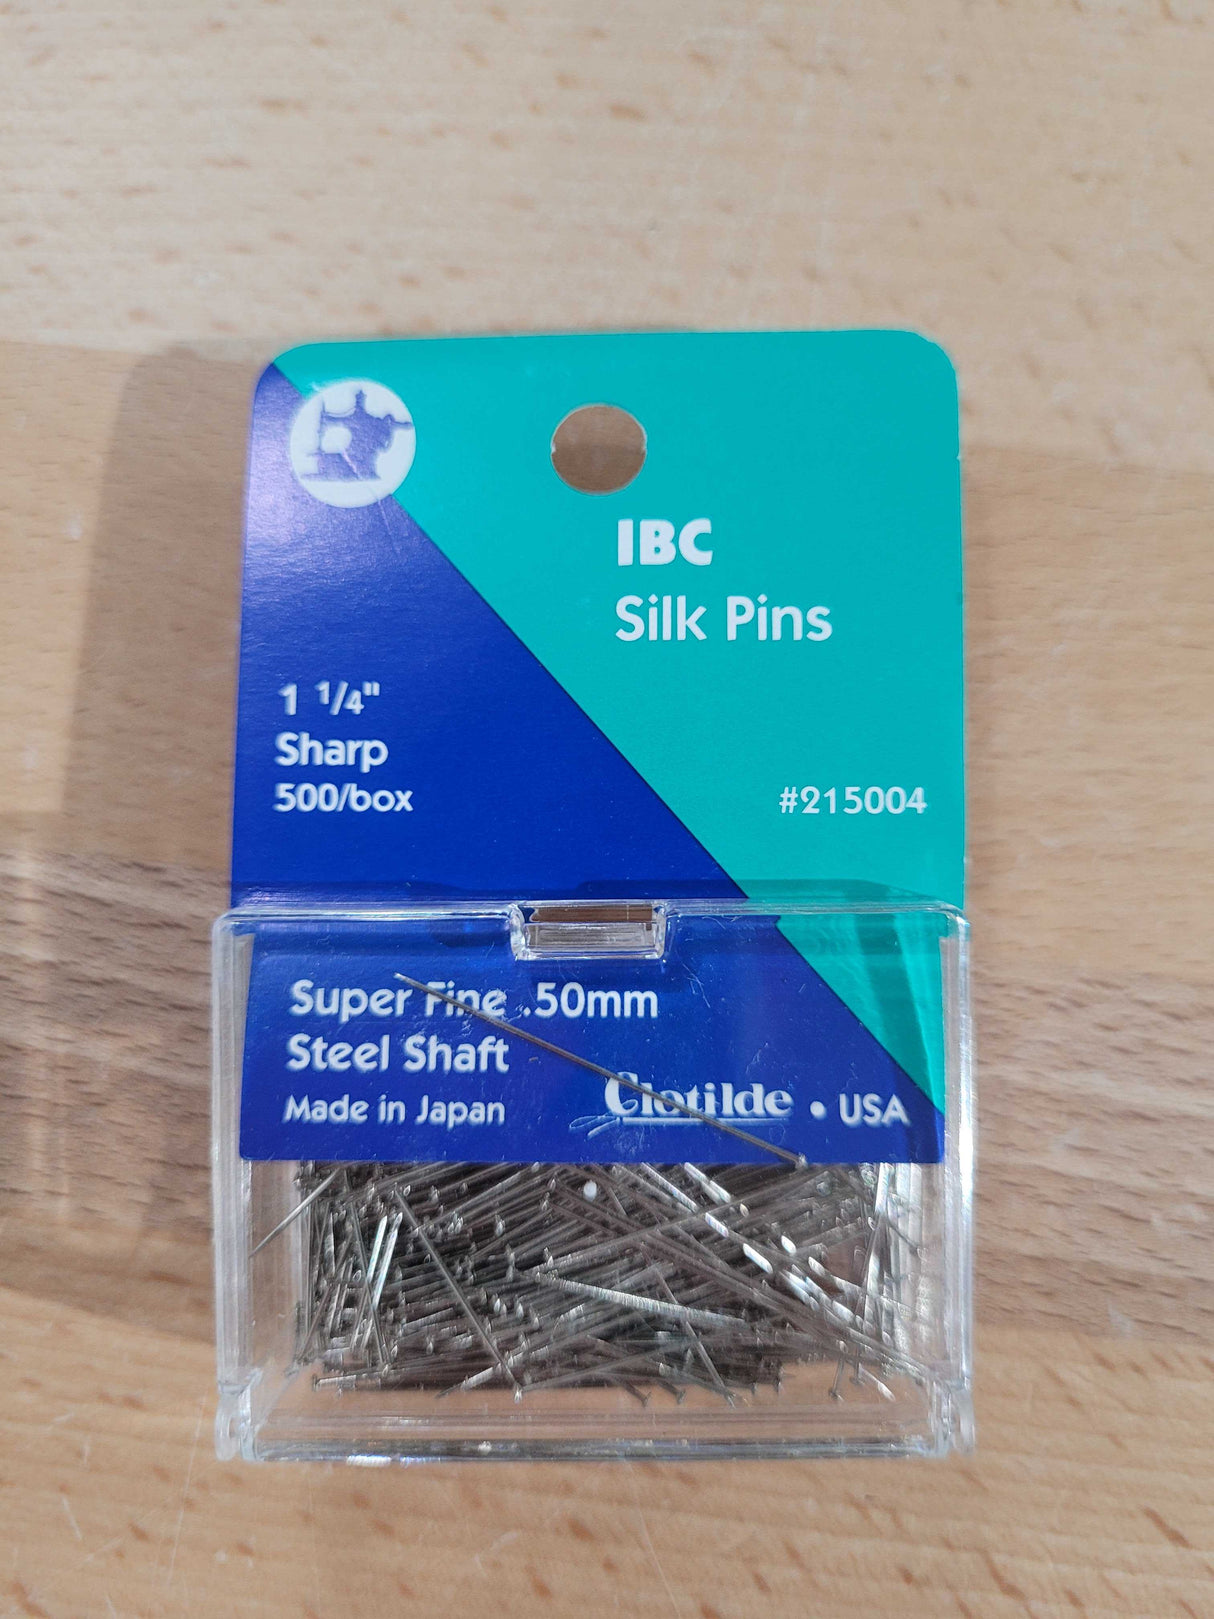 IBC
Silk Pins
1 1/4"
Sharp
500/box
#215004
Super Fine .50mm
Steel Shaft
Made in Japan
Clotilde • USA